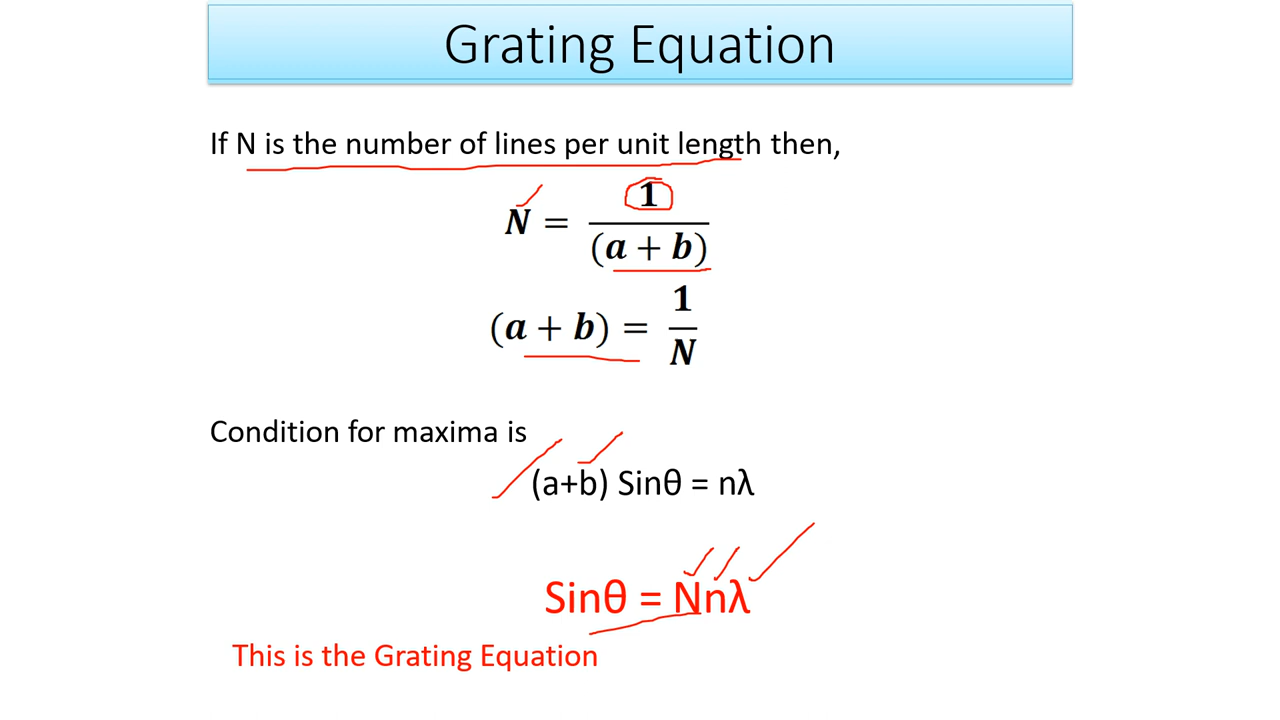 Grating Equation
If N is the number of lines per unit length then,
N = 1/(a + b)
(a + b) = 1/N
Condition for maxima is
(a+b) Sinθ = nλ
Sinθ = Nnλ
This is the Grating Equation